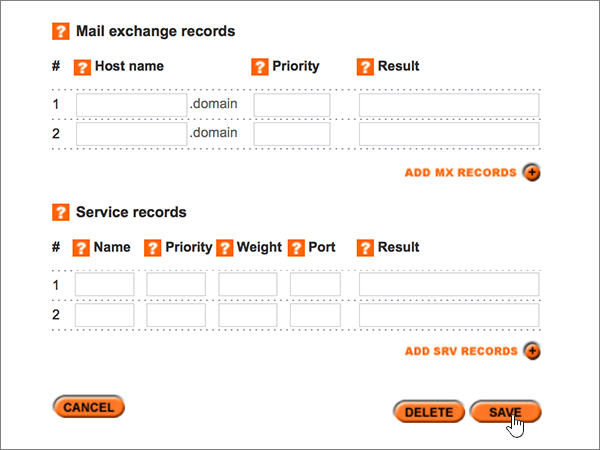 ? Mail exchange records
# ? Host name ? Priority ? Result
1 .domain
2 .domain
ADD MX RECORDS +
? Service records
# ? Name ? Priority ? Weight ? Port ? Result
1
2
ADD SRV RECORDS +
CANCEL DELETE SAVE